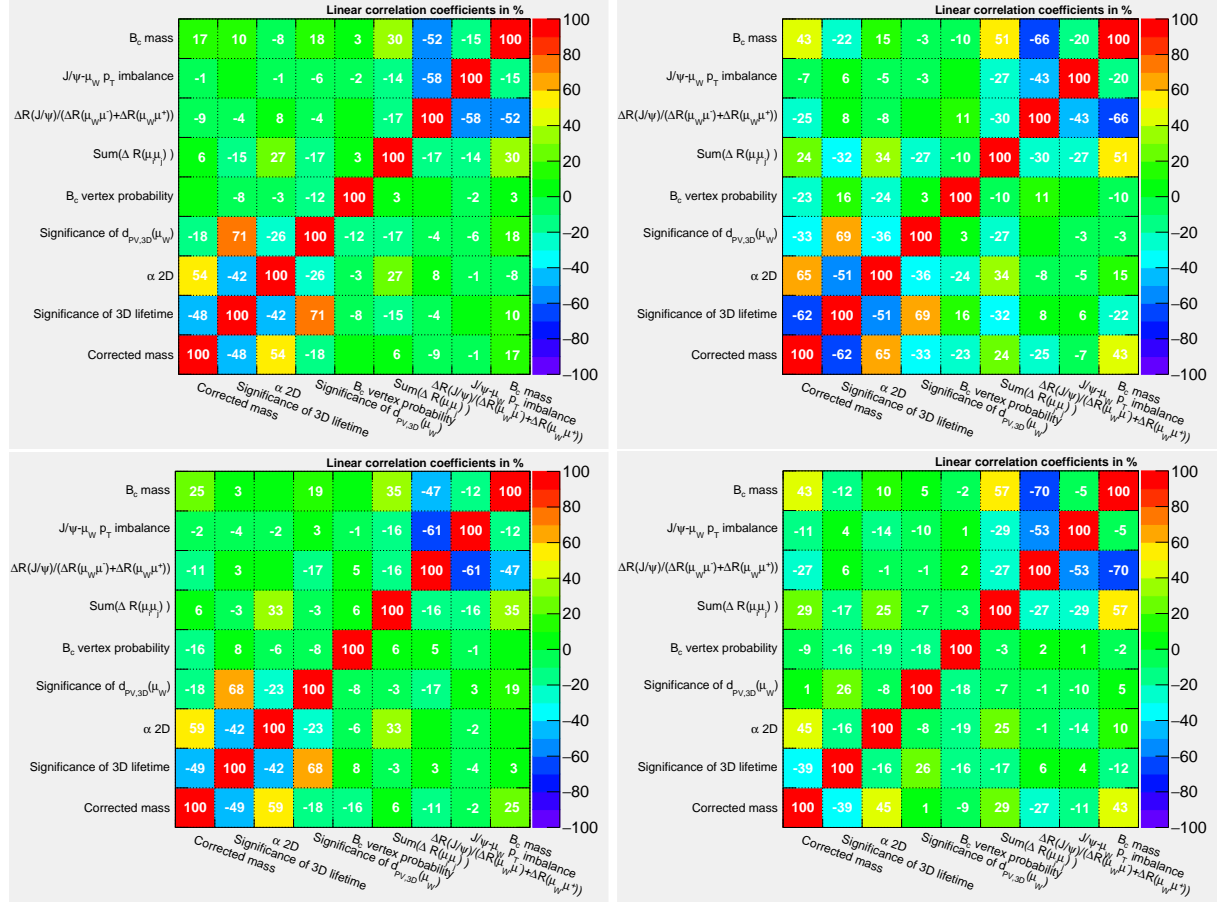 Linear correlation coefficients in %
B_c mass 17 10 -8 18 3 30 -52 -15 100
J/ψ-μ_W p_T imbalance -1 -1 -6 -2 -14 -58 100 -15
ΔR(J/ψ)/(ΔR(μ_Wμ⁻)+ΔR(μ_Wμ⁺)) -9 -4 8 -4 -17 100 -58 -52
Sum(Δ R(μ_iμ_j) ) 6 -15 27 -17 3 100 -17 -14 30
B_c vertex probability -8 -3 -12 100 3 3
Significance of d_PV,3D(μ_W) -18 71 -26 100 -12 -17 -4 -6 18
α 2D 54 -42 100 -26 -3 27 8 -1 -8
Significance of 3D lifetime -48 100 -42 71 -8 -15 -4 10
Corrected mass 100 -48 54 -18 6 -9 -1 17
Corrected mass
Significance of 3D lifetime
α 2D
Significance of d_PV,3D(μ_W)
B_c vertex probability
Sum(Δ R(μ_iμ_j) )
ΔR(J/ψ)/(ΔR(μ_Wμ⁻)+ΔR(μ_Wμ⁺))
J/ψ-μ_W p_T imbalance
B_c mass
100
80
60
40
20
0
−20
−40
−60
−80
−100
Linear correlation coefficients in %
B_c mass 43 -22 15 -3 -10 51 -66 -20 100
J/ψ-μ_W p_T imbalance -7 6 -5 -3 -27 -43 100 -20
ΔR(J/ψ)/(ΔR(μ_Wμ⁻)+ΔR(μ_Wμ⁺)) -25 8 -8 11 -30 100 -43 -66
Sum(Δ R(μ_iμ_j) ) 24 -32 34 -27 -10 100 -30 -27 51
B_c vertex probability -23 16 -24 3 100 -10 11 -10
Significance of d_PV,3D(μ_W) -33 69 -36 100 3 -27 -3 -3
α 2D 65 -51 100 -36 -24 34 -8 -5 15
Significance of 3D lifetime -62 100 -51 69 16 -32 8 6 -22
Corrected mass 100 -62 65 -33 -23 24 -25 -7 43
Corrected mass
Significance of 3D lifetime
α 2D
Significance of d_PV,3D(μ_W)
B_c vertex probability
Sum(Δ R(μ_iμ_j) )
ΔR(J/ψ)/(ΔR(μ_Wμ⁻)+ΔR(μ_Wμ⁺))
J/ψ-μ_W p_T imbalance
B_c mass
100
80
60
40
20
0
−20
−40
−60
−80
−100
Linear correlation coefficients in %
B_c mass 25 3 19 35 -47 -12 100
J/ψ-μ_W p_T imbalance -2 -4 -2 3 -1 -16 -61 100 -12
ΔR(J/ψ)/(ΔR(μ_Wμ⁻)+ΔR(μ_Wμ⁺)) -11 3 -17 5 -16 100 -61 -47
Sum(Δ R(μ_iμ_j) ) 6 -3 33 -3 6 100 -16 -16 35
B_c vertex probability -16 8 -6 -8 100 6 5 -1
Significance of d_PV,3D(μ_W) -18 68 -23 100 -8 -3 -17 3 19
α 2D 59 -42 100 -23 -6 33 -2
Significance of 3D lifetime -49 100 -42 68 8 -3 3 -4 3
Corrected mass 100 -49 59 -18 -16 6 -11 -2 25
Corrected mass
Significance of 3D lifetime
α 2D
Significance of d_PV,3D(μ_W)
B_c vertex probability
Sum(Δ R(μ_iμ_j) )
ΔR(J/ψ)/(ΔR(μ_Wμ⁻)+ΔR(μ_Wμ⁺))
J/ψ-μ_W p_T imbalance
B_c mass
100
80
60
40
20
0
−20
−40
−60
−80
−100
Linear correlation coefficients in %
B_c mass 43 -12 10 5 -2 57 -70 -5 100
J/ψ-μ_W p_T imbalance -11 4 -14 -10 1 -29 -53 100 -5
ΔR(J/ψ)/(ΔR(μ_Wμ⁻)+ΔR(μ_Wμ⁺)) -27 6 -1 -1 2 -27 100 -53 -70
Sum(Δ R(μ_iμ_j) ) 29 -17 25 -7 -3 100 -27 -29 57
B_c vertex probability -9 -16 -19 -18 100 -3 2 1 -2
Significance of d_PV,3D(μ_W) 1 26 -8 100 -18 -7 -1 -10 5
α 2D 45 -16 100 -8 -19 25 -1 -14 10
Significance of 3D lifetime -39 100 -16 26 -16 -17 6 4 -12
Corrected mass 100 -39 45 1 -9 29 -27 -11 43
Corrected mass
Significance of 3D lifetime
α 2D
Significance of d_PV,3D(μ_W)
B_c vertex probability
Sum(Δ R(μ_iμ_j) )
ΔR(J/ψ)/(ΔR(μ_Wμ⁻)+ΔR(μ_Wμ⁺))
J/ψ-μ_W p_T imbalance
B_c mass
100
80
60
40
20
0
−20
−40
−60
−80
−100